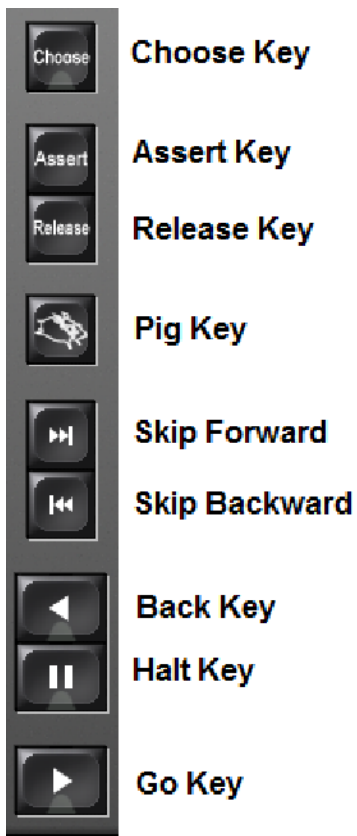 Choose Choose Key
Assert Assert Key
Release Release Key
Pig Key
Skip Forward
Skip Backward
Back Key
Halt Key
Go Key